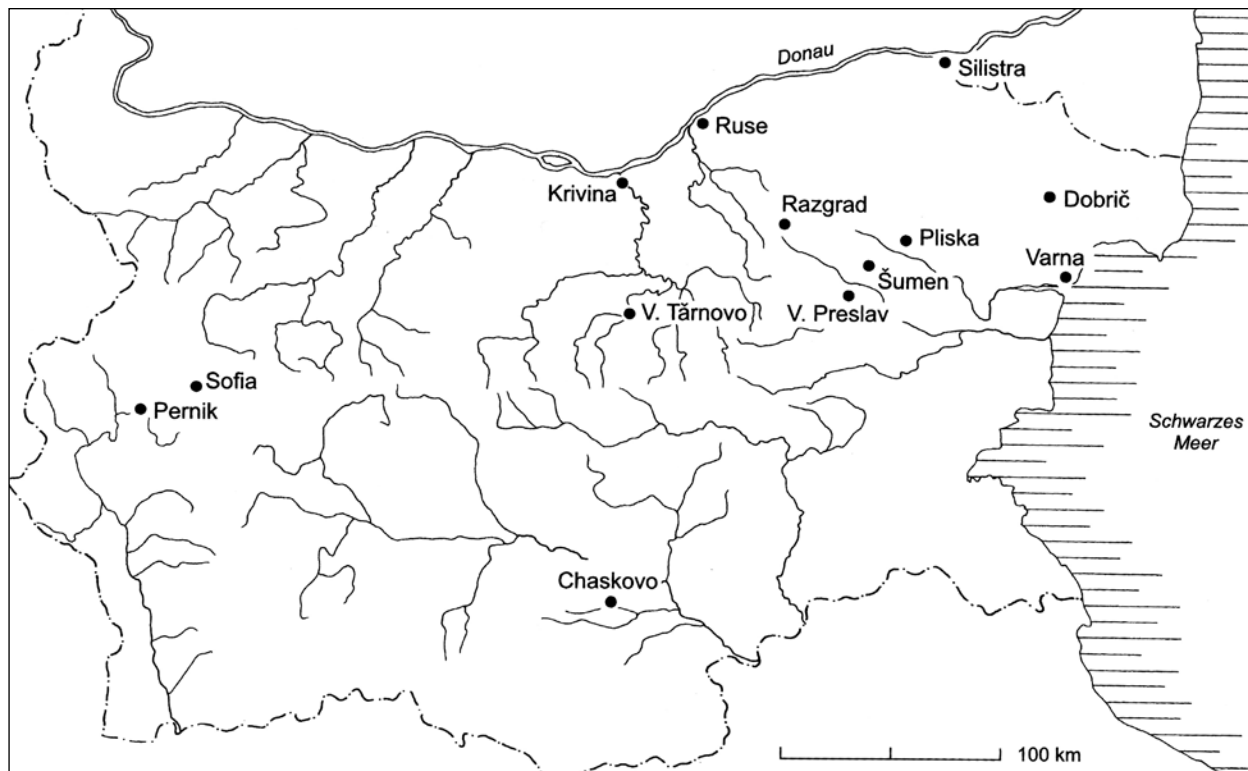 Donau
Silistra
Ruse
Krivina
Dobrič
Razgrad
Pliska
Varna
Šumen
V. Preslav
V. Tărnovo
Sofia
Pernik
Schwarzes
Meer
Chaskovo
100 km